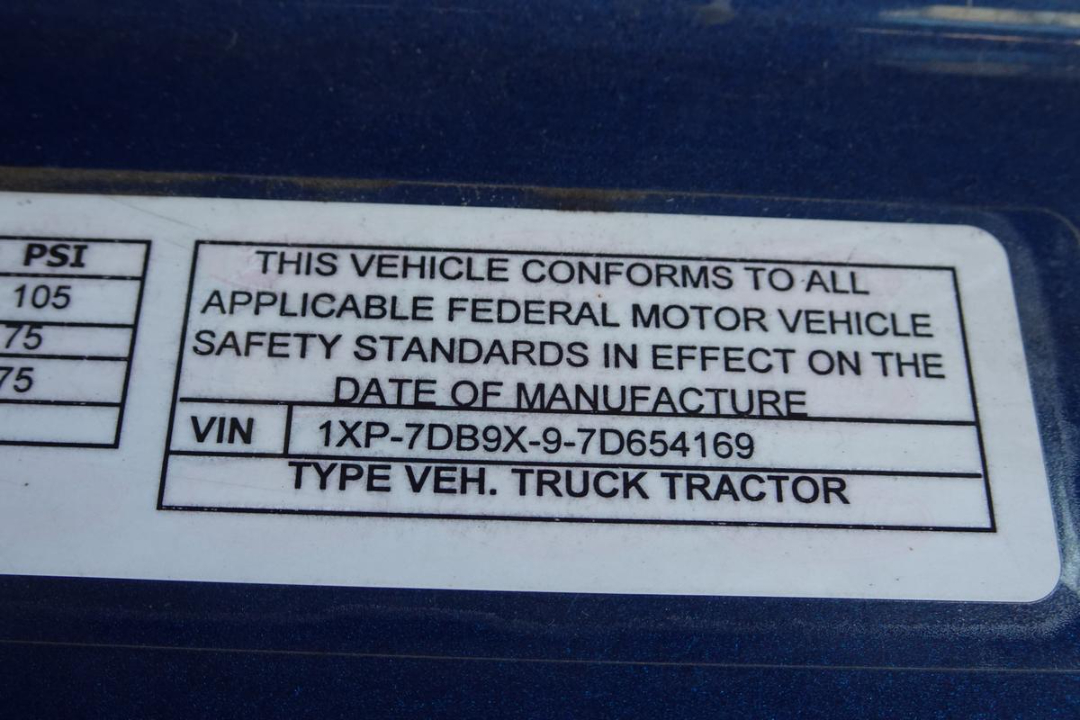 PSI
105
75
75
THIS VEHICLE CONFORMS TO ALL
APPLICABLE FEDERAL MOTOR VEHICLE
SAFETY STANDARDS IN EFFECT ON THE
DATE OF MANUFACTURE
VIN 1XP-7DB9X-9-7D654169
TYPE VEH. TRUCK TRACTOR